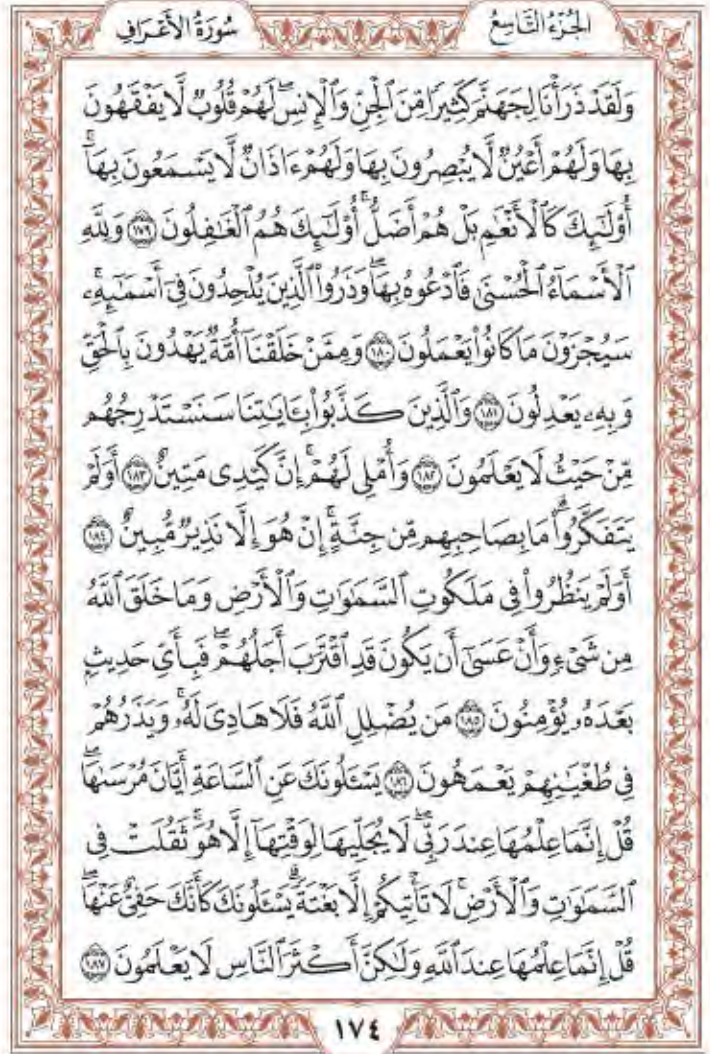 الجُزْءُ التَّاسِعُ
سُورَةُ الأَعْرَافِ
وَلَقَدْ ذَرَأْنَا لِجَهَنَّمَ كَثِيرًا مِّنَ ٱلْجِنِّ وَٱلْإِنسِۖ لَهُمْ قُلُوبٌ لَّا يَفْقَهُونَ
بِهَا وَلَهُمْ أَعْيُنٌ لَّا يُبْصِرُونَ بِهَا وَلَهُمْ ءَاذَانٌ لَّا يَسْمَعُونَ بِهَآۚ
أُوْلَٰٓئِكَ كَٱلْأَنْعَٰمِ بَلْ هُمْ أَضَلُّۚ أُوْلَٰٓئِكَ هُمُ ٱلْغَٰفِلُونَ ١٧٩ وَلِلَّهِ
ٱلْأَسْمَآءُ ٱلْحُسْنَىٰ فَٱدْعُوهُ بِهَاۖ وَذَرُوا۟ ٱلَّذِينَ يُلْحِدُونَ فِىٓ أَسْمَٰٓئِهِۦۚ
سَيُجْزَوْنَ مَا كَانُوا۟ يَعْمَلُونَ ١٨٠ وَمِمَّنْ خَلَقْنَآ أُمَّةٌ يَهْدُونَ بِٱلْحَقِّ
وَبِهِۦ يَعْدِلُونَ ١٨١ وَٱلَّذِينَ كَذَّبُوا۟ بِـَٔايَٰتِنَا سَنَسْتَدْرِجُهُم
مِّنْ حَيْثُ لَا يَعْلَمُونَ ١٨٢ وَأُمْلِى لَهُمْۚ إِنَّ كَيْدِى مَتِينٌ ١٨٣ أَوَلَمْ
يَتَفَكَّرُوا۟ۗ مَا بِصَاحِبِهِم مِّن جِنَّةٍۚ إِنْ هُوَ إِلَّا نَذِيرٌ مُّبِينٌ ١٨٤
أَوَلَمْ يَنظُرُوا۟ فِى مَلَكُوتِ ٱلسَّمَٰوَٰتِ وَٱلْأَرْضِ وَمَا خَلَقَ ٱللَّهُ
مِن شَىْءٍ وَأَنْ عَسَىٰٓ أَن يَكُونَ قَدِ ٱقْتَرَبَ أَجَلُهُمْۖ فَبِأَىِّ حَدِيثٍۭ
بَعْدَهُۥ يُؤْمِنُونَ ١٨٥ مَن يُضْلِلِ ٱللَّهُ فَلَا هَادِىَ لَهُۥۚ وَيَذَرُهُمْ
فِى طُغْيَٰنِهِمْ يَعْمَهُونَ ١٨٦ يَسْـَٔلُونَكَ عَنِ ٱلسَّاعَةِ أَيَّانَ مُرْسَىٰهَاۖ
قُلْ إِنَّمَا عِلْمُهَا عِندَ رَبِّىۖ لَا يُجَلِّيهَا لِوَقْتِهَآ إِلَّا هُوَۚ ثَقُلَتْ فِى
ٱلسَّمَٰوَٰتِ وَٱلْأَرْضِۚ لَا تَأْتِيكُمْ إِلَّا بَغْتَةًۗ يَسْـَٔلُونَكَ كَأَنَّكَ حَفِىٌّ عَنْهَاۖ
قُلْ إِنَّمَا عِلْمُهَا عِندَ ٱللَّهِ وَلَٰكِنَّ أَكْثَرَ ٱلنَّاسِ لَا يَعْلَمُونَ ١٨٧
١٧٤